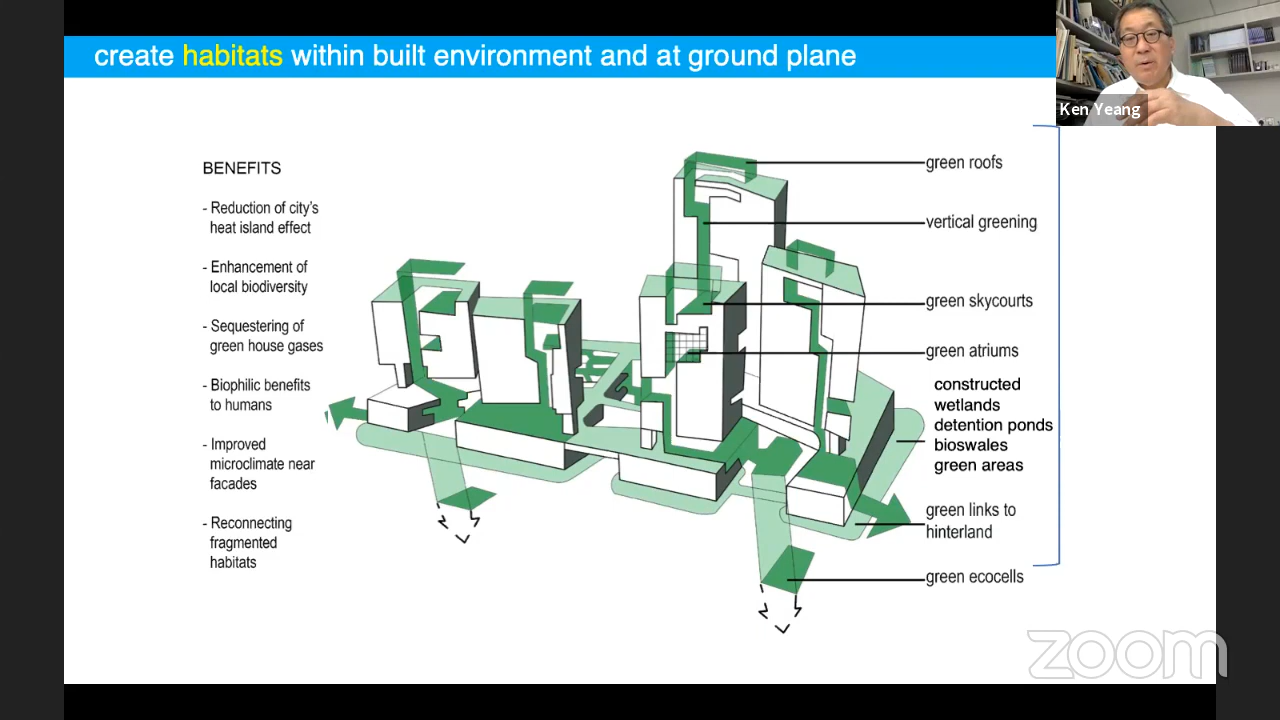 create habitats within built environment and at ground plane
Ken Yeang
BENEFITS
- Reduction of city's
heat island effect
- Enhancement of
local biodiversity
- Sequestering of
green house gases
- Biophilic benefits
to humans
- Improved
microclimate near
facades
- Reconnecting
fragmented
habitats
green roofs
vertical greening
green skycourts
green atriums
constructed
wetlands
detention ponds
bioswales
green areas
green links to
hinterland
green ecocells
zoom